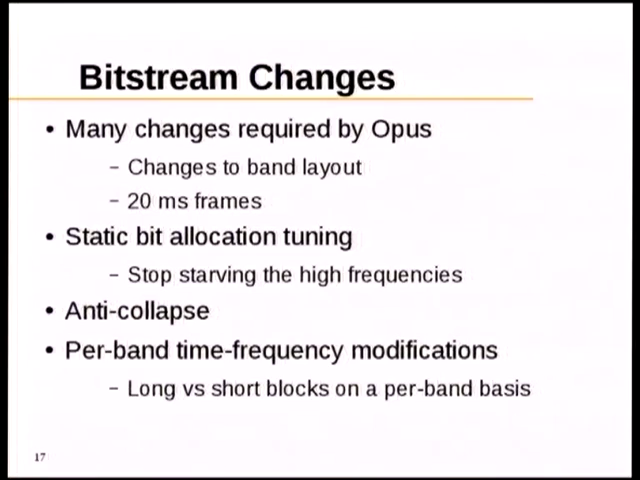 Bitstream Changes
• Many changes required by Opus
– Changes to band layout
– 20 ms frames
• Static bit allocation tuning
– Stop starving the high frequencies
• Anti-collapse
• Per-band time-frequency modifications
– Long vs short blocks on a per-band basis
17